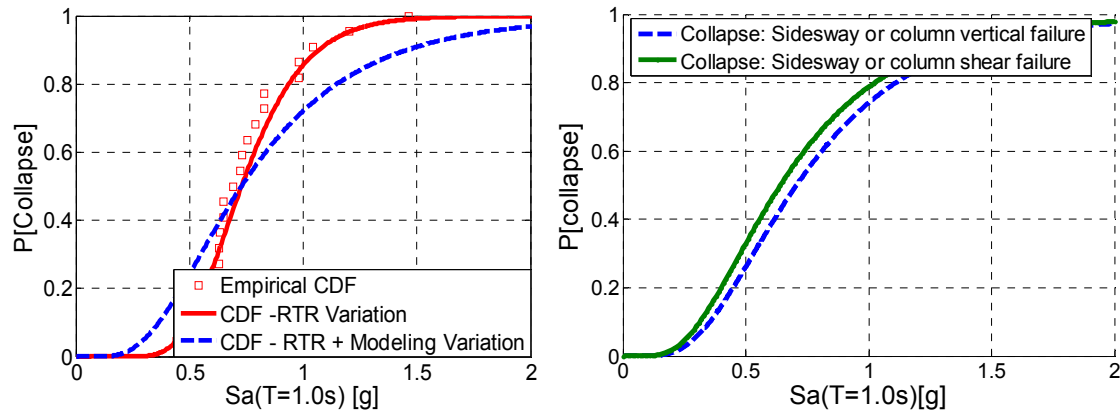 1
0.8
0.6
0.4
0.2
0
P[Collapse]
0
0.5
1
1.5
2
Sa(T=1.0s) [g]
Empirical CDF
CDF -RTR Variation
CDF - RTR + Modeling Variation
1
0.8
0.6
0.4
0.2
0
P[collapse]
0
0.5
1
1.5
2
Sa(T=1.0s)[g]
Collapse: Sidesway or column vertical failure
Collapse: Sidesway or column shear failure